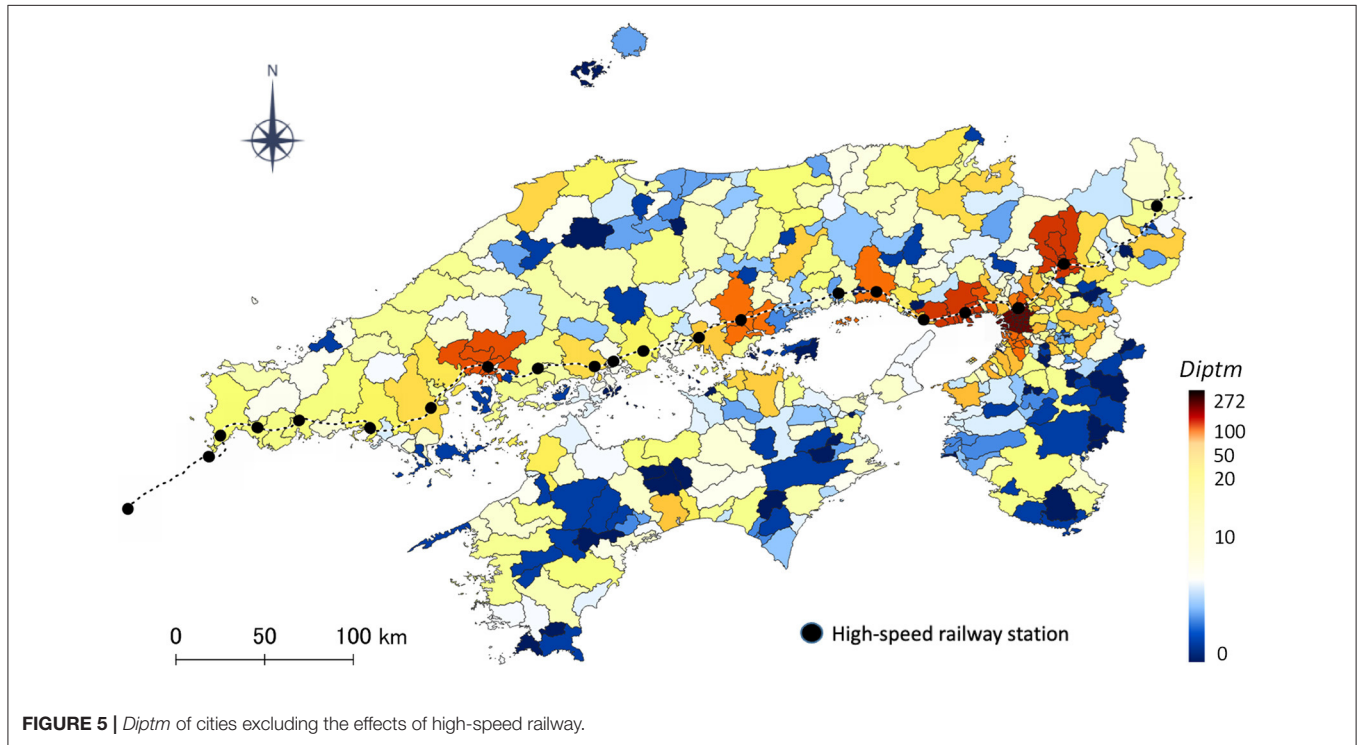 N
Diptm
272
100
50
20
10
0
0 50 100 km
High-speed railway station
FIGURE 5 | Diptm of cities excluding the effects of high-speed railway.